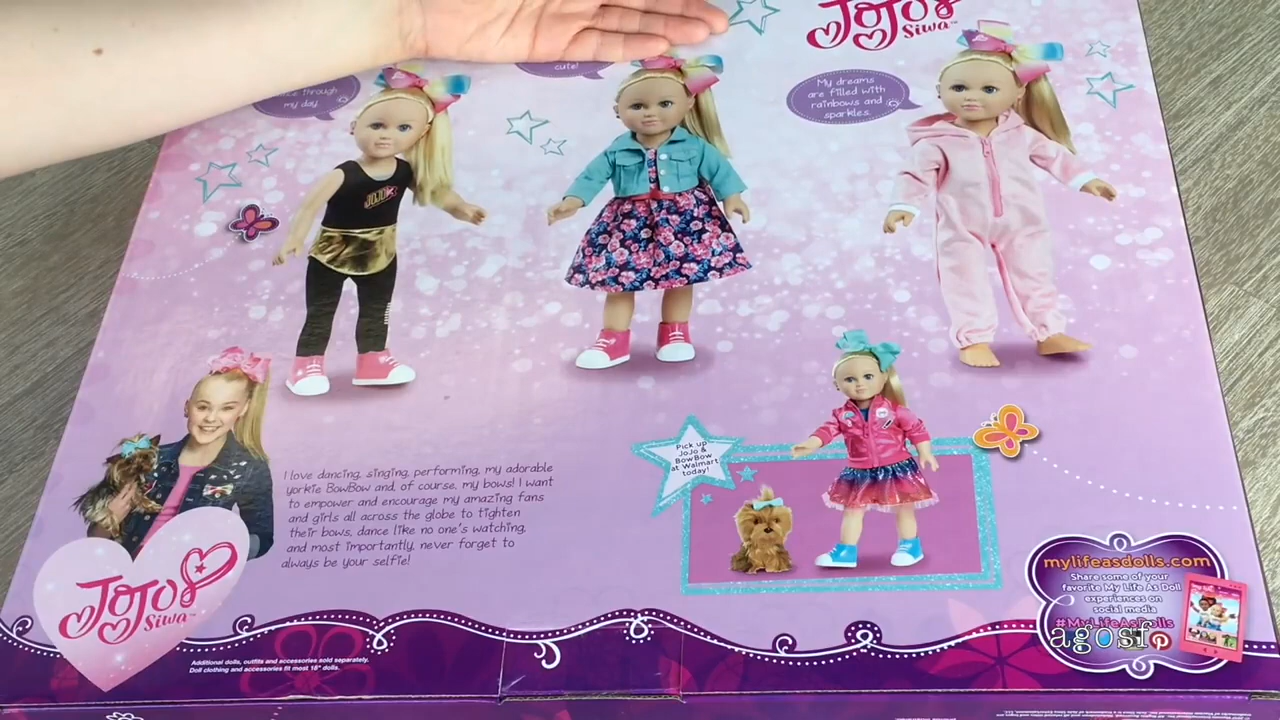 JoJo
Siwa™
through
my day.
cute!
My dreams
are filled with
rainbows and
sparkles.
JOJO
Pick up
JoJo &
BowBow
at Walmart
today!
I love dancing, singing, performing, my adorable
yorkie BowBow and, of course, my bows! I want
to empower and encourage my amazing fans
and girls all across the globe to tighten
their bows, dance like no one's watching,
and most importantly, never forget to
always be your selfie!
JoJo
Siwa™
Additional dolls, outfits and accessories sold separately.
Doll clothing and accessories fit most 18" dolls.
mylifeasdolls.com
Share some of your
favorite My Life As Doll
experiences on
social media
#MyLifeAsDolls